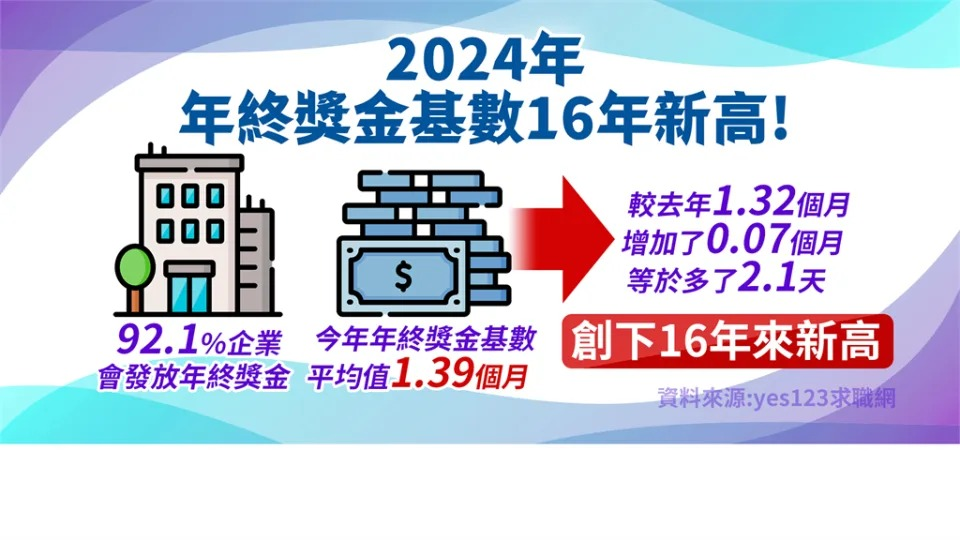 2024年
年終獎金基數16年新高!
$
92.1%企業
會發放年終獎金
今年年終獎金基數
平均值1.39個月
較去年1.32個月
增加了0.07個月
等於多了2.1天
創下16年來新高
資料來源:yes123求職網